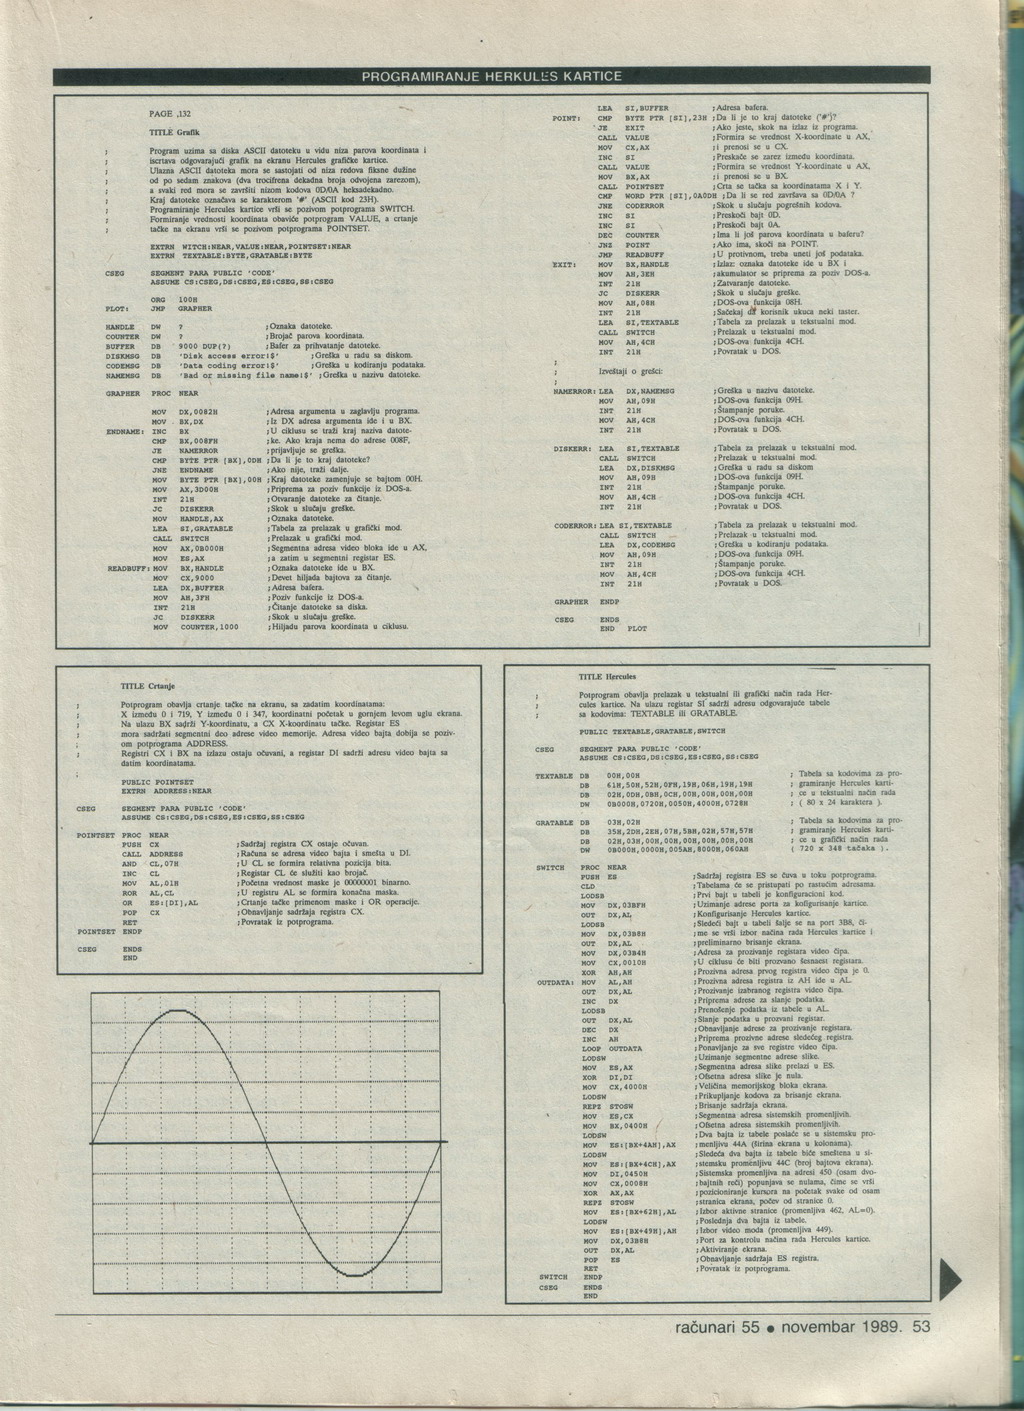 PROGRAMIRANJE HERKULES KARTICE
PAGE ,132
TITLE Grafik
; Program uzima sa diska ASCII datoteku u vidu niza parova koordinata i
; iscrtava odgovarajući grafik na ekranu Hercules grafičke kartice.
; Ulazna ASCII datoteka mora se sastojati od niza redova fiksne dužine
; od po sedam znakova (dva trocifrena dekadna broja odvojena zarezom),
; a svaki red mora se završiti nizom kodova 0D/0A heksadekadno.
; Kraj datoteke označava se karakterom '#' (ASCII kod 23H).
; Programiranje Hercules kartice vrši se pozivom potprograma SWITCH.
; Formiranje vrednosti koordinata obaviće potprogram VALUE, a crtanje
; tačke na ekranu vrši se pozivom potprograma POINTSET.
EXTRN WITCH:NEAR,VALUE:NEAR,POINTSET:NEAR
EXTRN TEXTABLE:BYTE,GRATABLE:BYTE
CSEG SEGMENT PARA PUBLIC 'CODE'
ASSUME CS:CSEG,DS:CSEG,ES:CSEG,SS:CSEG
ORG 100H
PLOT: JMP GRAPHER
HANDLE DW ? ;Oznaka datoteke.
COUNTER DW ? ;Brojač parova koordinata.
BUFFER DB 9000 DUP(?) ;Bafer za prihvatanje datoteke.
DISKMSG DB 'Disk access error!$' ;Greška u radu sa diskom.
CODEMSG DB 'Data coding error!$' ;Greška u kodiranju podataka.
NAMEMSG DB 'Bad or missing file name!$' ;Greška u nazivu datoteke.
GRAPHER PROC NEAR
MOV DX,0082H ;Adresa argumenta u zaglavlju programa.
MOV BX,DX ;Iz DX adresa argumenta ide i u BX.
ENDNAME: INC BX ;U ciklusu se traži kraj naziva datote-
CMP BX,008FH ;ke. Ako kraja nema do adrese 008F,
JE NAMERROR ;prijavljuje se greška.
CMP BYTE PTR [BX],0DH ;Da li je to kraj datoteke?
JNE ENDNAME ;Ako nije, traži dalje.
MOV BYTE PTR [BX],00H ;Kraj datoteke zamenjuje se bajtom 00H.
MOV AX,3D00H ;Priprema za poziv funkcije iz DOS-a.
INT 21H ;Otvaranje datoteke za čitanje.
JC DISKERR ;Skok u slučaju greške.
MOV HANDLE,AX ;Oznaka datoteke.
LEA SI,GRATABLE ;Tabela za prelazak u grafički mod.
CALL SWITCH ;Prelazak u grafički mod.
MOV AX,0B000H ;Segmentna adresa video bloka ide u AX,
MOV ES,AX ;a zatim u segmentni registar ES.
READBUFF: MOV BX,HANDLE ;Oznaka datoteke ide u BX.
MOV CX,9000 ;Devet hiljada bajtova za čitanje.
LEA DX,BUFFER ;Adresa bafera.
MOV AH,3FH ;Poziv funkcije iz DOS-a.
INT 21H ;Čitanje datoteke sa diska.
JC DISKERR ;Skok u slučaju greške.
MOV COUNTER,1000 ;Hiljadu parova koordinata u ciklusu.
LEA SI,BUFFER ;Adresa bafera.
POINT: CMP BYTE PTR [SI],23H ;Da li je to kraj datoteke ('#')?
JE EXIT ;Ako jeste, skok na izlaz iz programa.
CALL VALUE ;Formira se vrednost X-koordinate u AX,
MOV CX,AX ;i prenosi se u CX.
INC SI ;Preskače se zarez između koordinata.
CALL VALUE ;Formira se vrednost Y-koordinate u AX,
MOV BX,AX ;i prenosi se u BX.
CALL POINTSET ;Crta se tačka sa koordinatama X i Y.
CMP WORD PTR [SI],0A0DH ;Da li se red završava sa 0D/0A ?
JNE CODERROR ;Skok u slučaju pogrešnih kodova.
INC SI ;Preskoči bajt 0D.
INC SI ;Preskoči bajt 0A.
DEC COUNTER ;Ima li još parova koordinata u baferu?
JNZ POINT ;Ako ima, skoči na POINT.
JMP READBUFF ;U protivnom, treba uneti još podataka.
EXIT: MOV BX,HANDLE ;Izlaz: oznaka datoteke ide u BX i
MOV AH,3EH ;akumulator se priprema za poziv DOS-a.
INT 21H ;Zatvaranje datoteke.
JC DISKERR ;Skok u slučaju greške.
MOV AH,08H ;DOS-ova funkcija 08H.
INT 21H ;Sačekaj korisnik ukuca neki taster.
LEA SI,TEXTABLE ;Tabela za prelazak u tekstualni mod.
CALL SWITCH ;Prelazak u tekstualni mod.
MOV AH,4CH ;DOS-ova funkcija 4CH.
INT 21H ;Povratak u DOS.
;
; Izveštaji o grešci:
;
NAMERROR: LEA DX,NAMEMSG ;Greška u nazivu datoteke.
MOV AH,09H ;DOS-ova funkcija 09H.
INT 21H ;Štampanje poruke.
MOV AH,4CH ;DOS-ova funkcija 4CH.
INT 21H ;Povratak u DOS.
DISKERR: LEA SI,TEXTABLE ;Tabela za prelazak u tekstualni mod.
CALL SWITCH ;Prelazak u tekstualni mod.
LEA DX,DISKMSG ;Greška u radu sa diskom
MOV AH,09H ;DOS-ova funkcija 09H.
INT 21H ;Štampanje poruke.
MOV AH,4CH ;DOS-ova funkcija 4CH.
INT 21H ;Povratak u DOS.
CODERROR: LEA SI,TEXTABLE ;Tabela za prelazak u tekstualni mod.
CALL SWITCH ;Prelazak u tekstualni mod.
LEA DX,CODEMSG ;Greška u kodiranju podataka.
MOV AH,09H ;DOS-ova funkcija 09H.
INT 21H ;Štampanje poruke.
MOV AH,4CH ;DOS-ova funkcija 4CH.
INT 21H ;Povratak u DOS.
GRAPHER ENDP
CSEG ENDS
END PLOT
TITLE Crtanje
; Potprogram obavlja crtanje tačke na ekranu, sa zadatim koordinatama:
; X između 0 i 719, Y između 0 i 347, koordinatni početak u gornjem levom uglu ekrana.
; Na ulazu BX sadrži Y-koordinatu, a CX X-koordinatu tačke. Registar ES
; mora sadržati segmentni deo adrese video memorije. Adresa video bajta dobija se poziv-
; om potprograma ADDRESS.
; Registri CX i BX na izlazu ostaju očuvani, a registar DI sadrži adresu video bajta sa
; datim koordinatama.
;
PUBLIC POINTSET
EXTRN ADDRESS:NEAR
CSEG SEGMENT PARA PUBLIC 'CODE'
ASSUME CS:CSEG,DS:CSEG,ES:CSEG,SS:CSEG
POINTSET PROC NEAR
PUSH CX ;Sadržaj registra CX ostaje očuvan.
CALL ADDRESS ;Računa se adresa video bajta i smešta u DI.
AND CL,07H ;U CL se formira relativna pozicija bita.
INC CL ;Registar CL će služiti kao brojač.
MOV AL,01H ;Početna vrednost maske je 00000001 binarno.
ROR AL,CL ;U registru AL se formira konačna maska.
OR ES:[DI],AL ;Crtanje tačke primenom maske i OR operacije.
POP CX ;Obnavljanje sadržaja registra CX.
RET ;Povratak iz potprograma.
POINTSET ENDP
CSEG ENDS
END
TITLE Hercules
; Potprogram obavlja prelazak u tekstualni ili grafički način rada Her-
; kules kartice. Na ulazu registar SI sadrži adresu odgovarajuće tabele
; sa kodovima: TEXTABLE ili GRATABLE.
PUBLIC TEXTABLE,GRATABLE,SWITCH
CSEG SEGMENT PARA PUBLIC 'CODE'
ASSUME CS:CSEG,DS:CSEG,ES:CSEG,SS:CSEG
TEXTABLE DB 00H,00H ; Tabela sa kodovima za pro-
DB 61H,50H,52H,0FH,19H,06H,19H,19H ; gramiranje Hercules karti-
DB 02H,0DH,0BH,0CH,00H,00H,00H,00H ; ce u tekstualni način rada
DW 0B000H,0720H,0050H,4000H,0728H ; ( 80 x 24 karaktera ).
GRATABLE DB 03H,02H ; Tabela sa kodovima za pro-
DB 35H,2DH,2EH,07H,5BH,02H,57H,57H ; gramiranje Hercules karti-
DB 02H,03H,00H,00H,00H,00H,00H,00H ; ce u grafički način rada
DW 0B000H,0000H,005AH,8000H,060AH ; ( 720 x 348 tačaka ).
SWITCH PROC NEAR
PUSH ES ;Sadržaj registra ES se čuva u toku potprograma.
CLD ;Tabelama će se pristupati po rastućim adresama.
LODSB ;Prvi bajt u tabeli je konfiguracioni kod.
MOV DX,03BFH ;Uzimanje adrese porta za kofigurisanje kartice.
OUT DX,AL ;Konfigurisanje Hercules kartice.
LODSB ;Sledeći bajt u tabeli šalje se na port 3B8, či-
MOV DX,03B8H ;me se vrši izbor načina rada Hercules kartice i
OUT DX,AL ;preliminarno brisanje ekrana.
MOV DX,03B4H ;Adresa za prozivanje registara video čipa.
MOV CX,0010H ;U ciklusu će biti prozvano šesnaest registara.
XOR AH,AH ;Prozivna adresa prvog registra video čipa je 0.
OUTDATA: MOV AL,AH ;Prozivna adresa registra iz AH ide u AL.
OUT DX,AL ;Prozivanje izabranog registra video čipa.
INC DX ;Priprema adrese za slanje podatka.
LODSB ;Prenošenje podatka iz tabele u AL.
OUT DX,AL ;Slanje podatka u prozvani registar.
DEC DX ;Obnavljanje adrese za prozivanje registara.
INC AH ;Priprema prozivne adrese sledećeg registra.
LOOP OUTDATA ;Ponavljanje za sve registre video čipa.
LODSW ;Uzimanje segmentne adrese slike.
MOV ES,AX ;Segmentna adresa slike prelazi u ES.
XOR DI,DI ;Ofsetna adresa slike je nula.
MOV CX,4000H ;Veličina memorijskog bloka ekrana.
LODSW ;Prikupljanje kodova za brisanje ekrana.
REPZ STOSW ;Brisanje sadržaja ekrana.
MOV ES,CX ;Segmentna adresa sistemskih promenljivih.
MOV BX,0400H ;Ofsetna adresa sistemskih promenljivih.
LODSW ;Dva bajta iz tabele poslaće se u sistemsku pro-
MOV ES:[BX+4AH],AX ;menljivu 44A (širina ekrana u kolonama).
LODSW ;Sledeća dva bajta iz tabele biće smeštena u si-
MOV ES:[BX+4CH],AX ;stemsku promenljivu 44C (broj bajtova ekrana).
MOV DI,0450H ;Sistemska promenljiva na adresi 450 (osam dvo-
MOV CX,0008H ;bajtnih reči) popunjava se nulama, čime se vrši
XOR AX,AX ;pozicioniranje kursora na početak svake od osam
REPZ STOSW ;stranica ekrana, počev od stranice 0.
MOV ES:[BX+62H],AL ;Izbor aktivne stranice (promenljiva 462, AL=0).
LODSW ;Poslednja dva bajta iz tabele.
MOV ES:[BX+49H],AH ;Izbor video moda (promenljiva 449).
MOV DX,03B8H ;Port za kontrolu načina rada Hercules kartice.
OUT DX,AL ;Aktiviranje ekrana.
POP ES ;Obnavljanje sadržaja ES registra.
RET ;Povratak iz potprograma.
SWITCH ENDP
CSEG ENDS
END
računari 55 • novembar 1989. 53